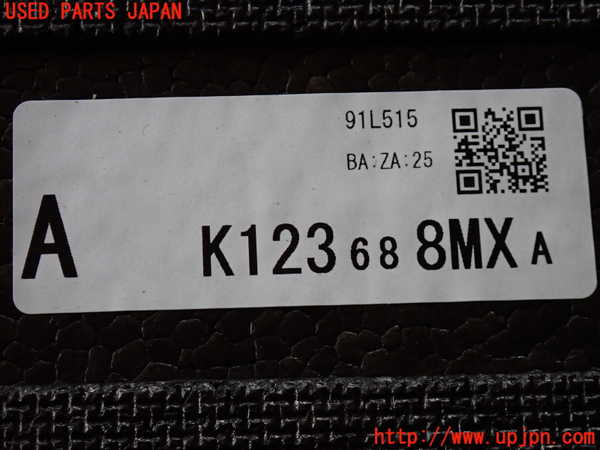 USED PARTS JAPAN
91L515
BA:ZA:25
A K123 68 8MX A
http://www.upjpn.com/